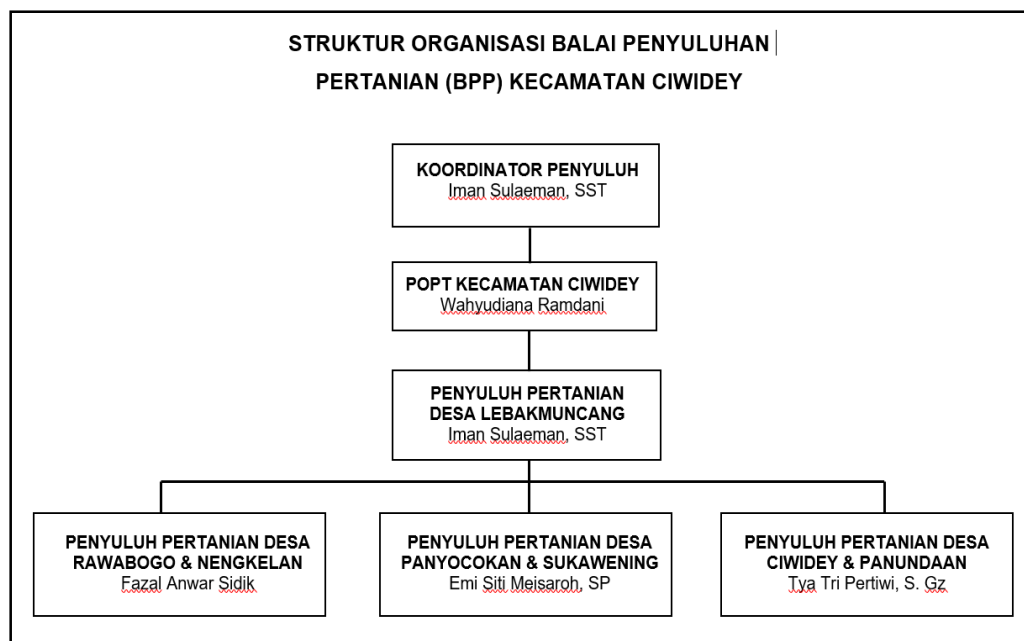 STRUKTUR ORGANISASI BALAI PENYULUHAN
PERTANIAN (BPP) KECAMATAN CIWIDEY
KOORDINATOR PENYULUH
Iman Sulaeman, SST
POPT KECAMATAN CIWIDEY
Wahyudiana Ramdani
PENYULUH PERTANIAN
DESA LEBAKMUNCANG
Iman Sulaeman, SST
PENYULUH PERTANIAN DESA
RAWABOGO & NENGKELAN
Fazal Anwar Sidik
PENYULUH PERTANIAN DESA
PANYOCOKAN & SUKAWENING
Emi Siti Meisaroh, SP
PENYULUH PERTANIAN DESA
CIWIDEY & PANUNDAAN
Tya Tri Pertiwi, S. Gz